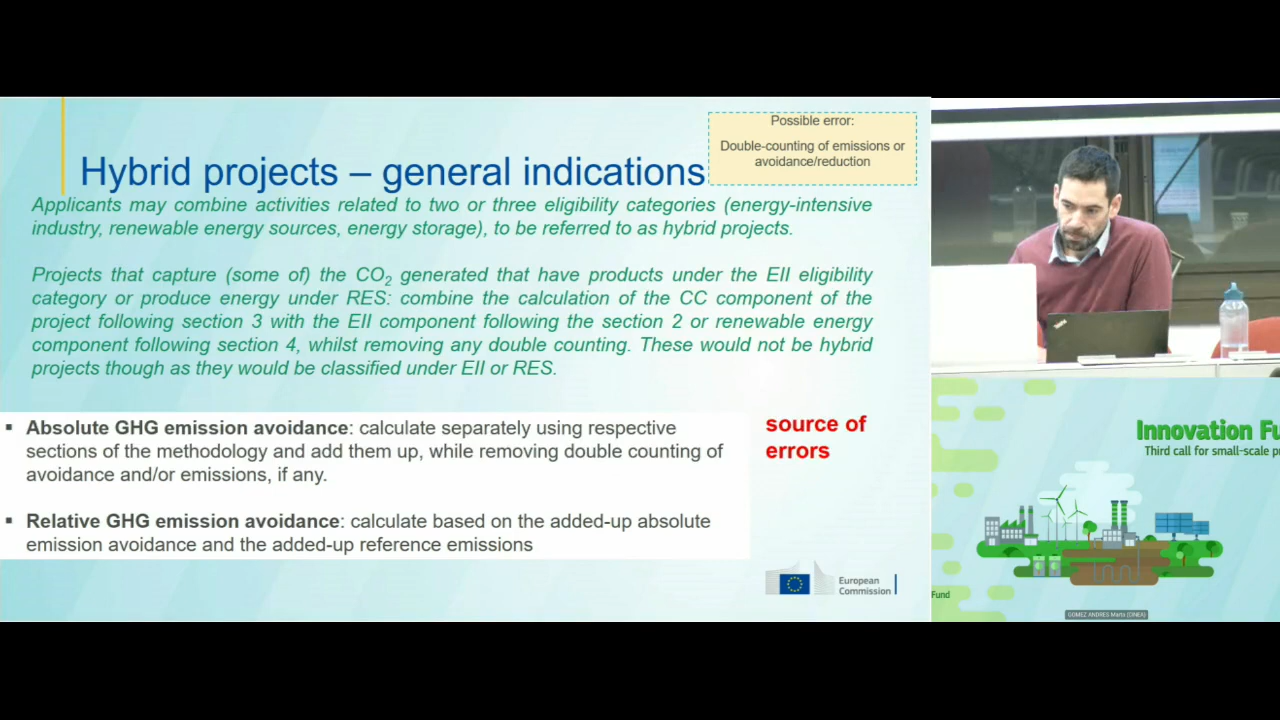 Possible error:
Double-counting of emissions or
avoidance/reduction
Hybrid projects – general indications
Applicants may combine activities related to two or three eligibility categories (energy-intensive
industry, renewable energy sources, energy storage), to be referred to as hybrid projects.
Projects that capture (some of) the CO2 generated that have products under the EII eligibility
category or produce energy under RES: combine the calculation of the CC component of the
project following section 3 with the EII component following the section 2 or renewable energy
component following section 4, whilst removing any double counting. These would not be hybrid
projects though as they would be classified under EII or RES.
▪ Absolute GHG emission avoidance: calculate separately using respective
sections of the methodology and add them up, while removing double counting of
avoidance and/or emissions, if any.
source of
errors
▪ Relative GHG emission avoidance: calculate based on the added-up absolute
emission avoidance and the added-up reference emissions
European
Commission
Innovation Fu
Third call for small-scale p
Fund
GOMEZ ANDRES Marta (CINEA)